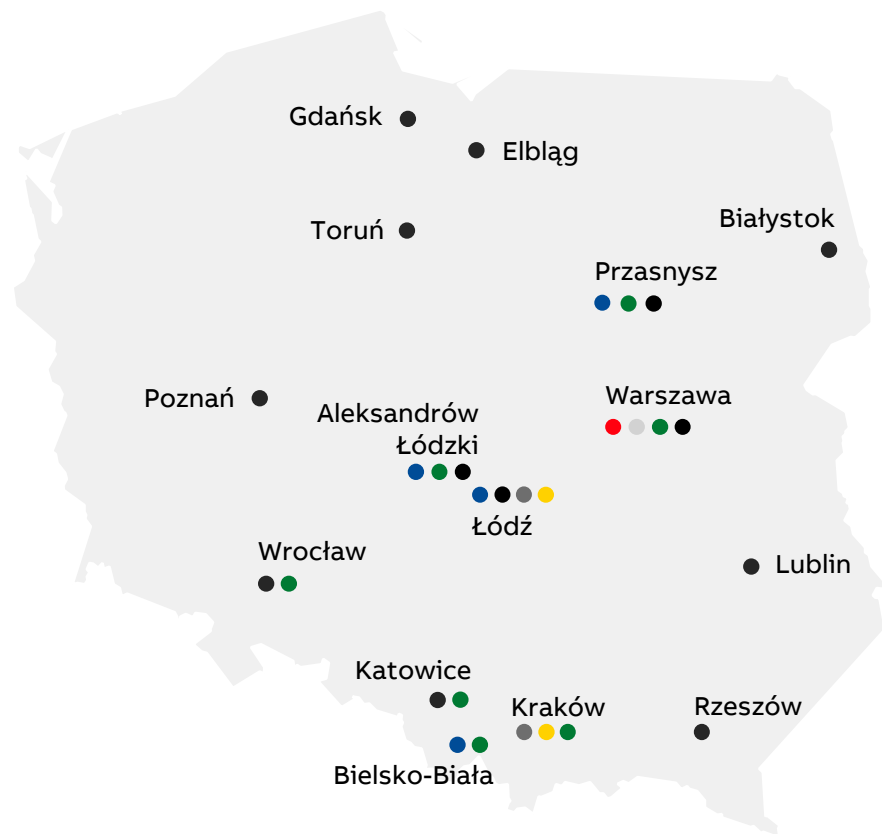 Gdańsk
Elbląg
Toruń
Białystok
Przasnysz
Poznań
Aleksandrów
Łódzki
Warszawa
Łódź
Wrocław
Lublin
Katowice
Kraków
Rzeszów
Bielsko-Biała